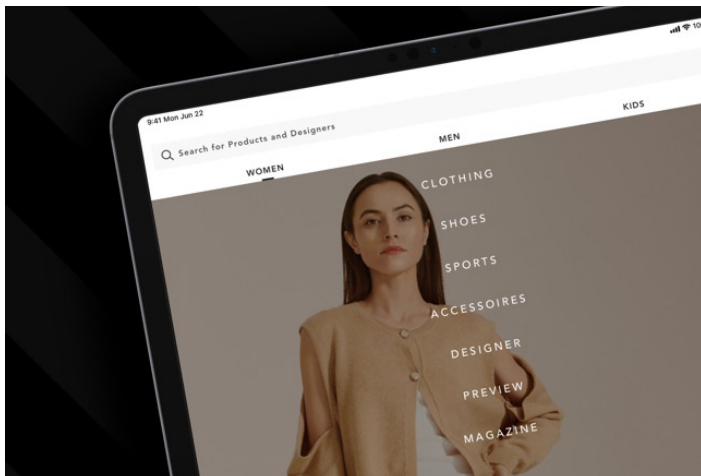 9:41 Mon Jun 22
Search for Products and Designers
WOMEN
MEN
KIDS
CLOTHING
SHOES
SPORTS
ACCESSOIRES
DESIGNER
PREVIEW
MAGAZINE